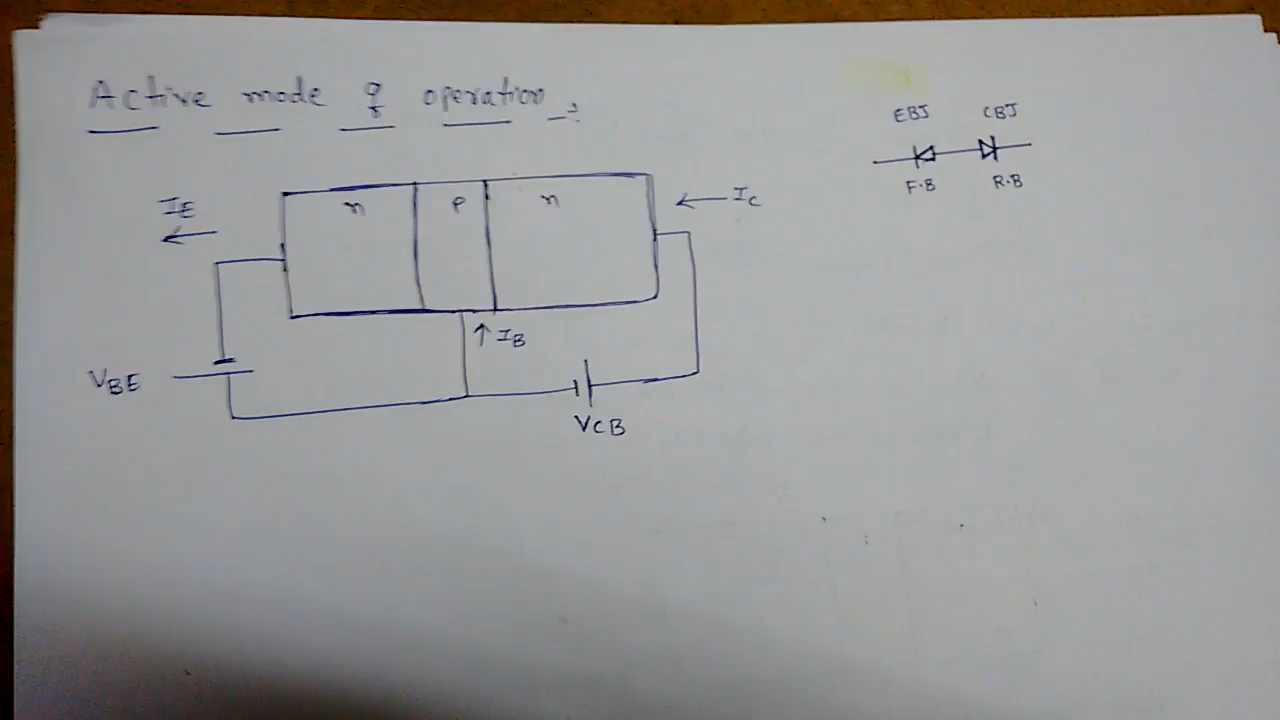 Active mode of operation :
EBJ CBJ
F.B R.B
IE
n p n
IC
IB
VBE
VCB